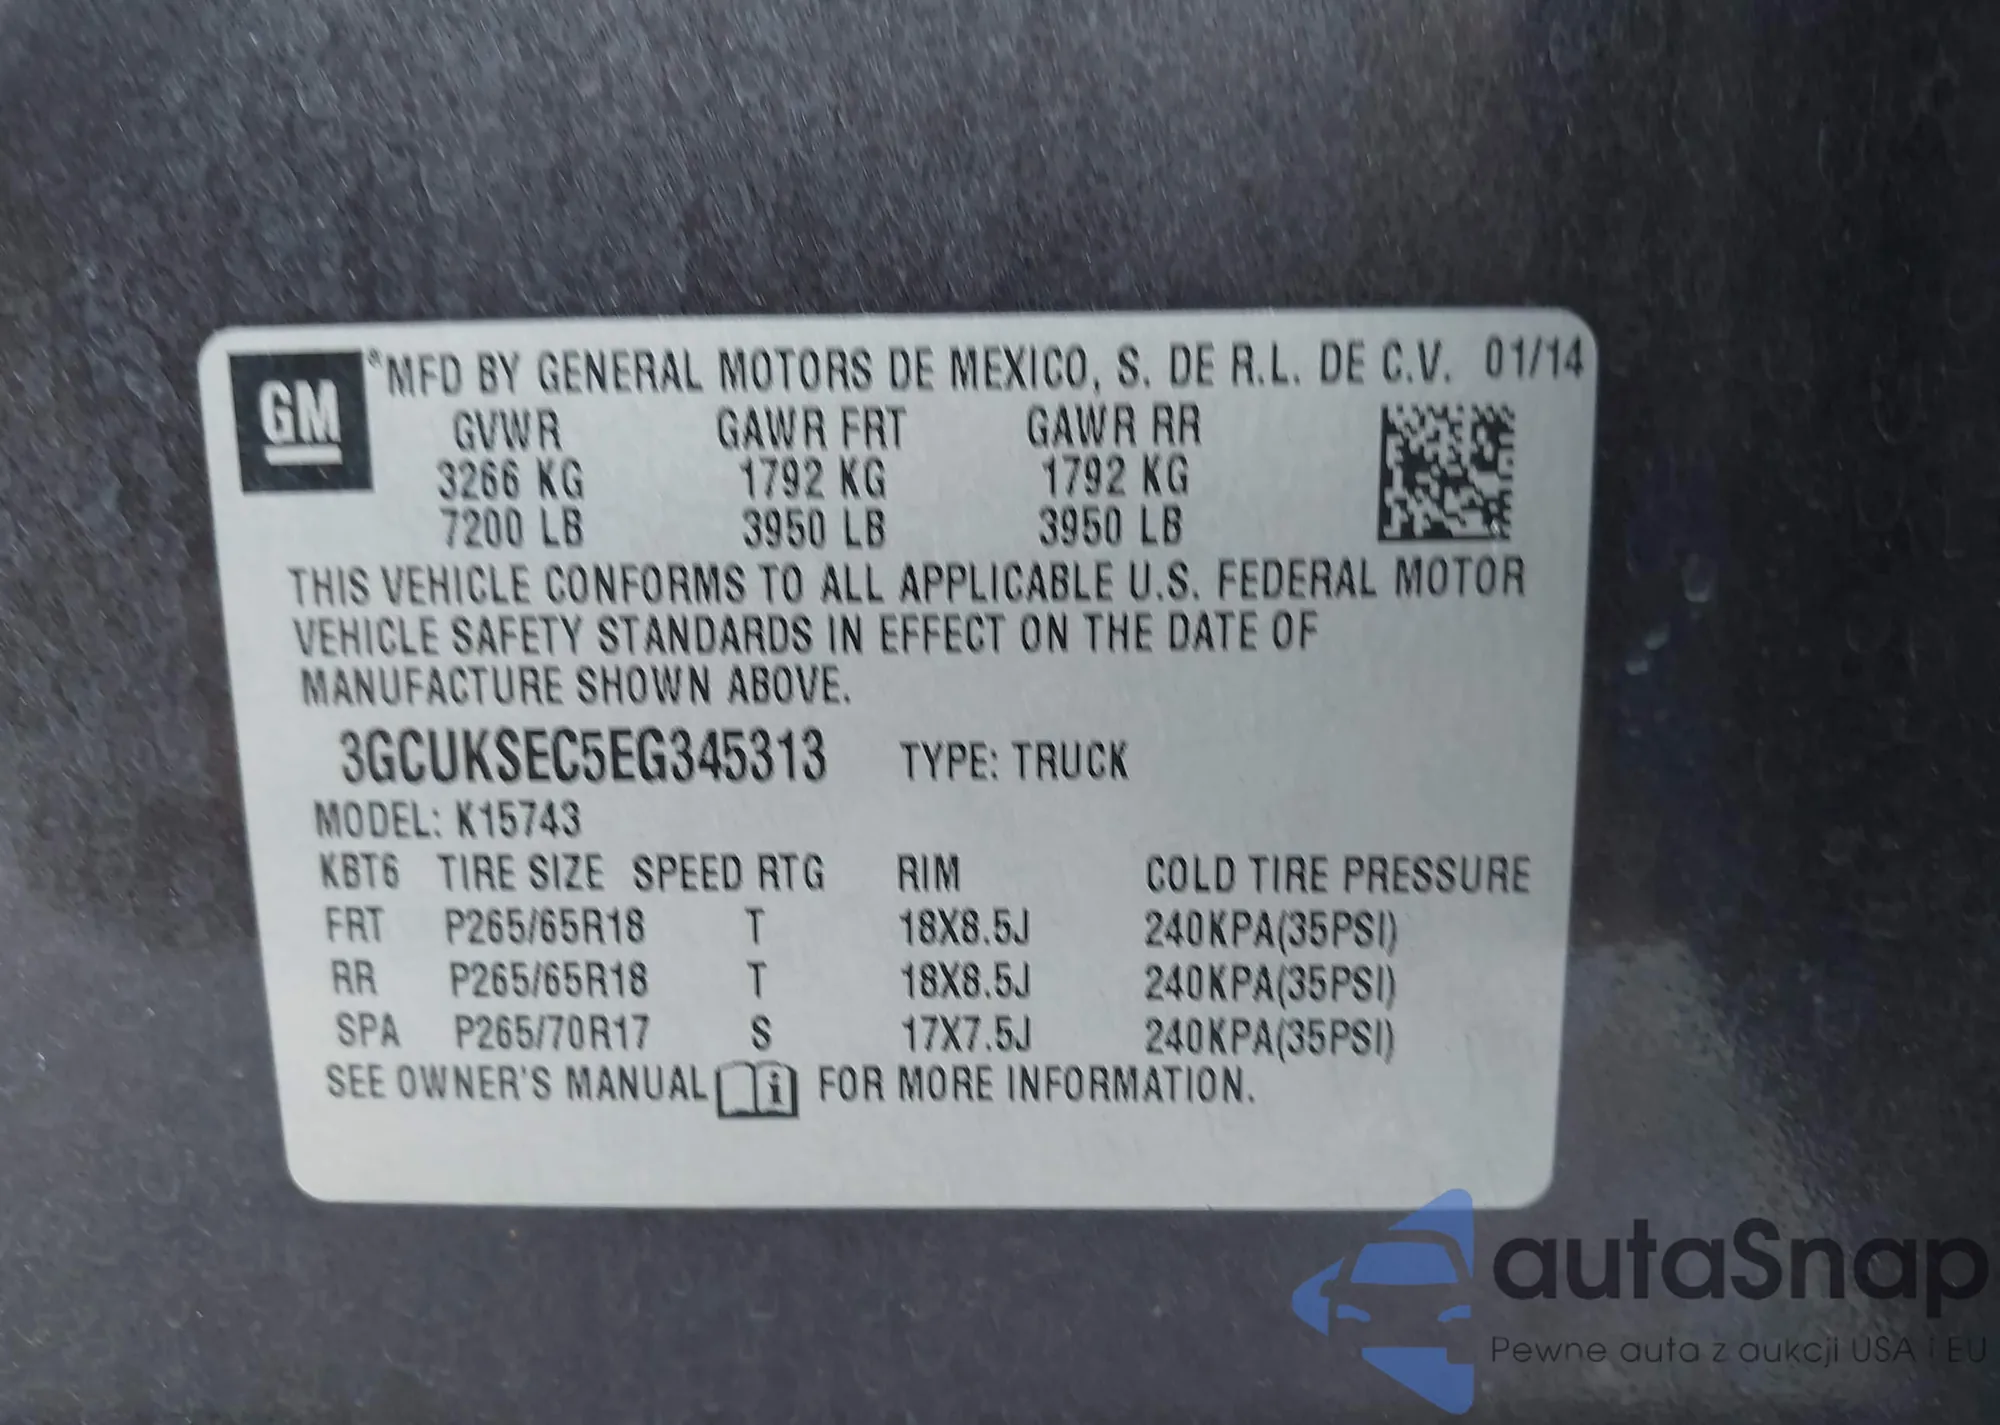 GM ®MFD BY GENERAL MOTORS DE MEXICO, S. DE R.L. DE C.V. 01/14
GVWR GAWR FRT GAWR RR
3266 KG 1792 KG 1792 KG
7200 LB 3950 LB 3950 LB
THIS VEHICLE CONFORMS TO ALL APPLICABLE U.S. FEDERAL MOTOR
VEHICLE SAFETY STANDARDS IN EFFECT ON THE DATE OF
MANUFACTURE SHOWN ABOVE.
3GCUKSEC5EG345313 TYPE: TRUCK
MODEL: K15743
KBT6 TIRE SIZE SPEED RTG RIM COLD TIRE PRESSURE
FRT P265/65R18 T 18X8.5J 240KPA(35PSI)
RR P265/65R18 T 18X8.5J 240KPA(35PSI)
SPA P265/70R17 S 17X7.5J 240KPA(35PSI)
SEE OWNER'S MANUAL i FOR MORE INFORMATION.
autaSnap
Pewne auta z aukcji USA i EU